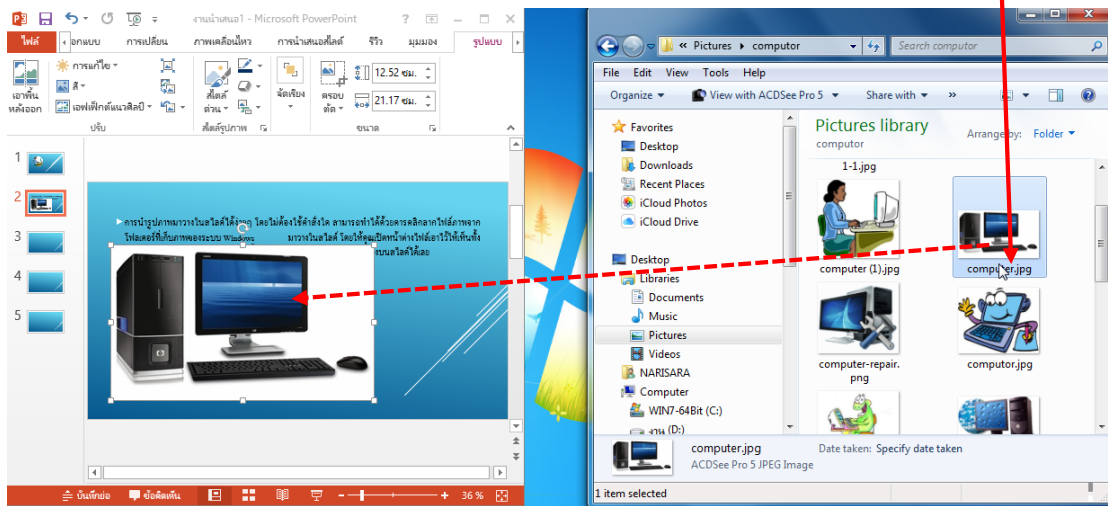 งานนำเสนอ1 - Microsoft PowerPoint
ไฟล์ อกแบบ การเปลี่ยน ภาพเคลื่อนไหว การนำเสนอสไลด์ รีวิว มุมมอง รูปแบบ
เอาพื้น
หลังออก
การแก้ไข
สี
เอฟเฟ็กต์แนวศิลป์
ปรับ
สไตล์
ด่วน
สไตล์รูปภาพ
จัดเรียง
ครอบ
ตัด
12.52 ซม.
21.17 ซม.
ขนาด
1
2
3
4
5
การนำรูปภาพมาวางในสไลด์ได้ง่ายๆ โดยไม่ต้องใช้คำสั่งใด สามารถทำได้ด้วยการคลิกลากไฟล์ภาพจาก
โฟลเดอร์ที่เก็บภาพของระบบ Windows มาวางในสไลด์ โดยให้คุณเปิดหน้าต่างไฟล์เอาไว้ให้เห็นทั้ง
บนสไลด์ได้เลย
บันทึกย่อ ข้อคิดเห็น 36 %
« Pictures computor Search computor
File Edit View Tools Help
Organize View with ACDSee Pro 5 Share with »
Favorites
Desktop
Downloads
Recent Places
iCloud Photos
iCloud Drive
Desktop
Libraries
Documents
Music
Pictures
Videos
NARISARA
Computer
WIN7-64Bit (C:)
งาน (D:)
Pictures library
computor
Arrange by: Folder
1-1.jpg
computer (1).jpg computer.jpg
computer-repair.
png
computor.jpg
computer.jpg Date taken: Specify date taken
ACDSee Pro 5 JPEG Image
1 item selected